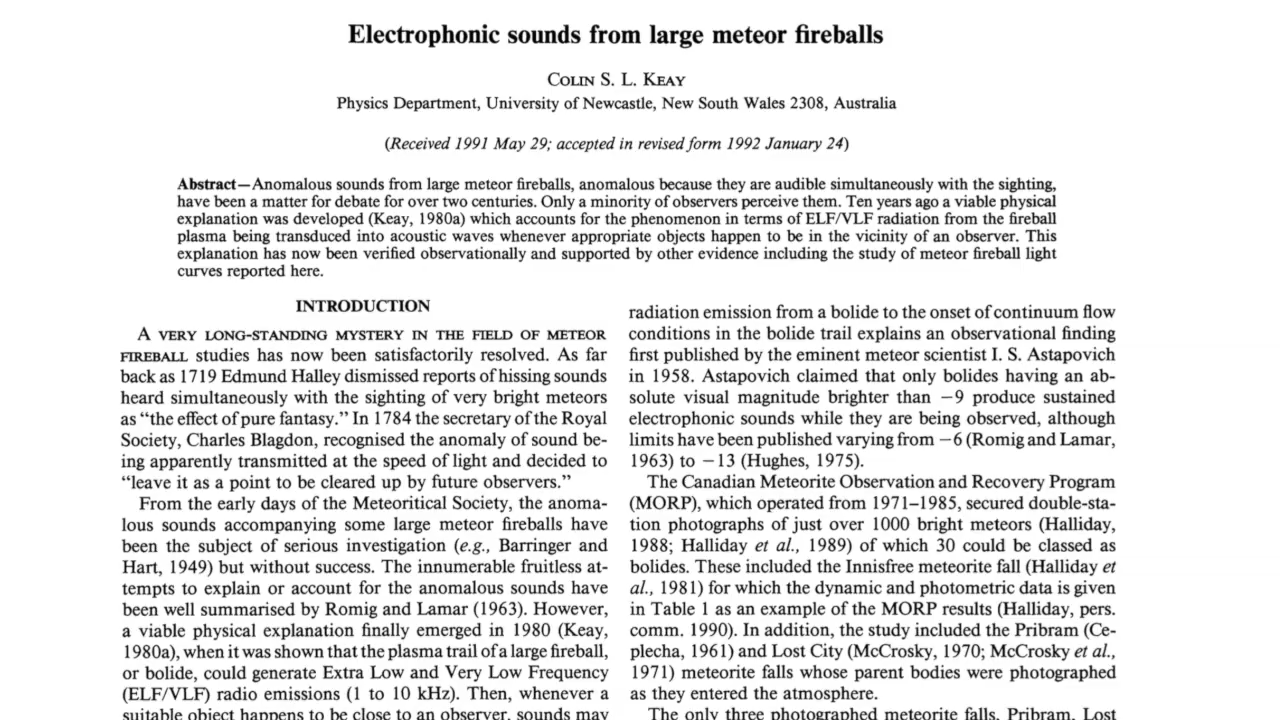 Electrophonic sounds from large meteor fireballs
COLIN S. L. KEAY
Physics Department, University of Newcastle, New South Wales 2308, Australia
(Received 1991 May 29; accepted in revised form 1992 January 24)
Abstract—Anomalous sounds from large meteor fireballs, anomalous because they are audible simultaneously with the sighting,
have been a matter for debate for over two centuries. Only a minority of observers perceive them. Ten years ago a viable physical
explanation was developed (Keay, 1980a) which accounts for the phenomenon in terms of ELF/VLF radiation from the fireball
plasma being transduced into acoustic waves whenever appropriate objects happen to be in the vicinity of an observer. This
explanation has now been verified observationally and supported by other evidence including the study of meteor fireball light
curves reported here.
INTRODUCTION
A VERY LONG-STANDING MYSTERY IN THE FIELD OF METEOR
FIREBALL studies has now been satisfactorily resolved. As far
back as 1719 Edmund Halley dismissed reports of hissing sounds
heard simultaneously with the sighting of very bright meteors
as “the effect of pure fantasy.” In 1784 the secretary of the Royal
Society, Charles Blagdon, recognised the anomaly of sound be-
ing apparently transmitted at the speed of light and decided to
“leave it as a point to be cleared up by future observers.”
From the early days of the Meteoritical Society, the anoma-
lous sounds accompanying some large meteor fireballs have
been the subject of serious investigation (e.g., Barringer and
Hart, 1949) but without success. The innumerable fruitless at-
tempts to explain or account for the anomalous sounds have
been well summarised by Romig and Lamar (1963). However,
a viable physical explanation finally emerged in 1980 (Keay,
1980a), when it was shown that the plasma trail of a large fireball,
or bolide, could generate Extra Low and Very Low Frequency
(ELF/VLF) radio emissions (1 to 10 kHz). Then, whenever a
suitable object happens to be close to an observer, sounds may
radiation emission from a bolide to the onset of continuum flow
conditions in the bolide trail explains an observational finding
first published by the eminent meteor scientist I. S. Astapovich
in 1958. Astapovich claimed that only bolides having an ab-
solute visual magnitude brighter than −9 produce sustained
electrophonic sounds while they are being observed, although
limits have been published varying from −6 (Romig and Lamar,
1963) to −13 (Hughes, 1975).
The Canadian Meteorite Observation and Recovery Program
(MORP), which operated from 1971–1985, secured double-sta-
tion photographs of just over 1000 bright meteors (Halliday,
1988; Halliday et al., 1989) of which 30 could be classed as
bolides. These included the Innisfree meteorite fall (Halliday et
al., 1981) for which the dynamic and photometric data is given
in Table 1 as an example of the MORP results (Halliday, pers.
comm. 1990). In addition, the study included the Pribram (Ce-
plecha, 1961) and Lost City (McCrosky, 1970; McCrosky et al.,
1971) meteorite falls whose parent bodies were photographed
as they entered the atmosphere.
The only three photographed meteorite falls, Pribram, Lost